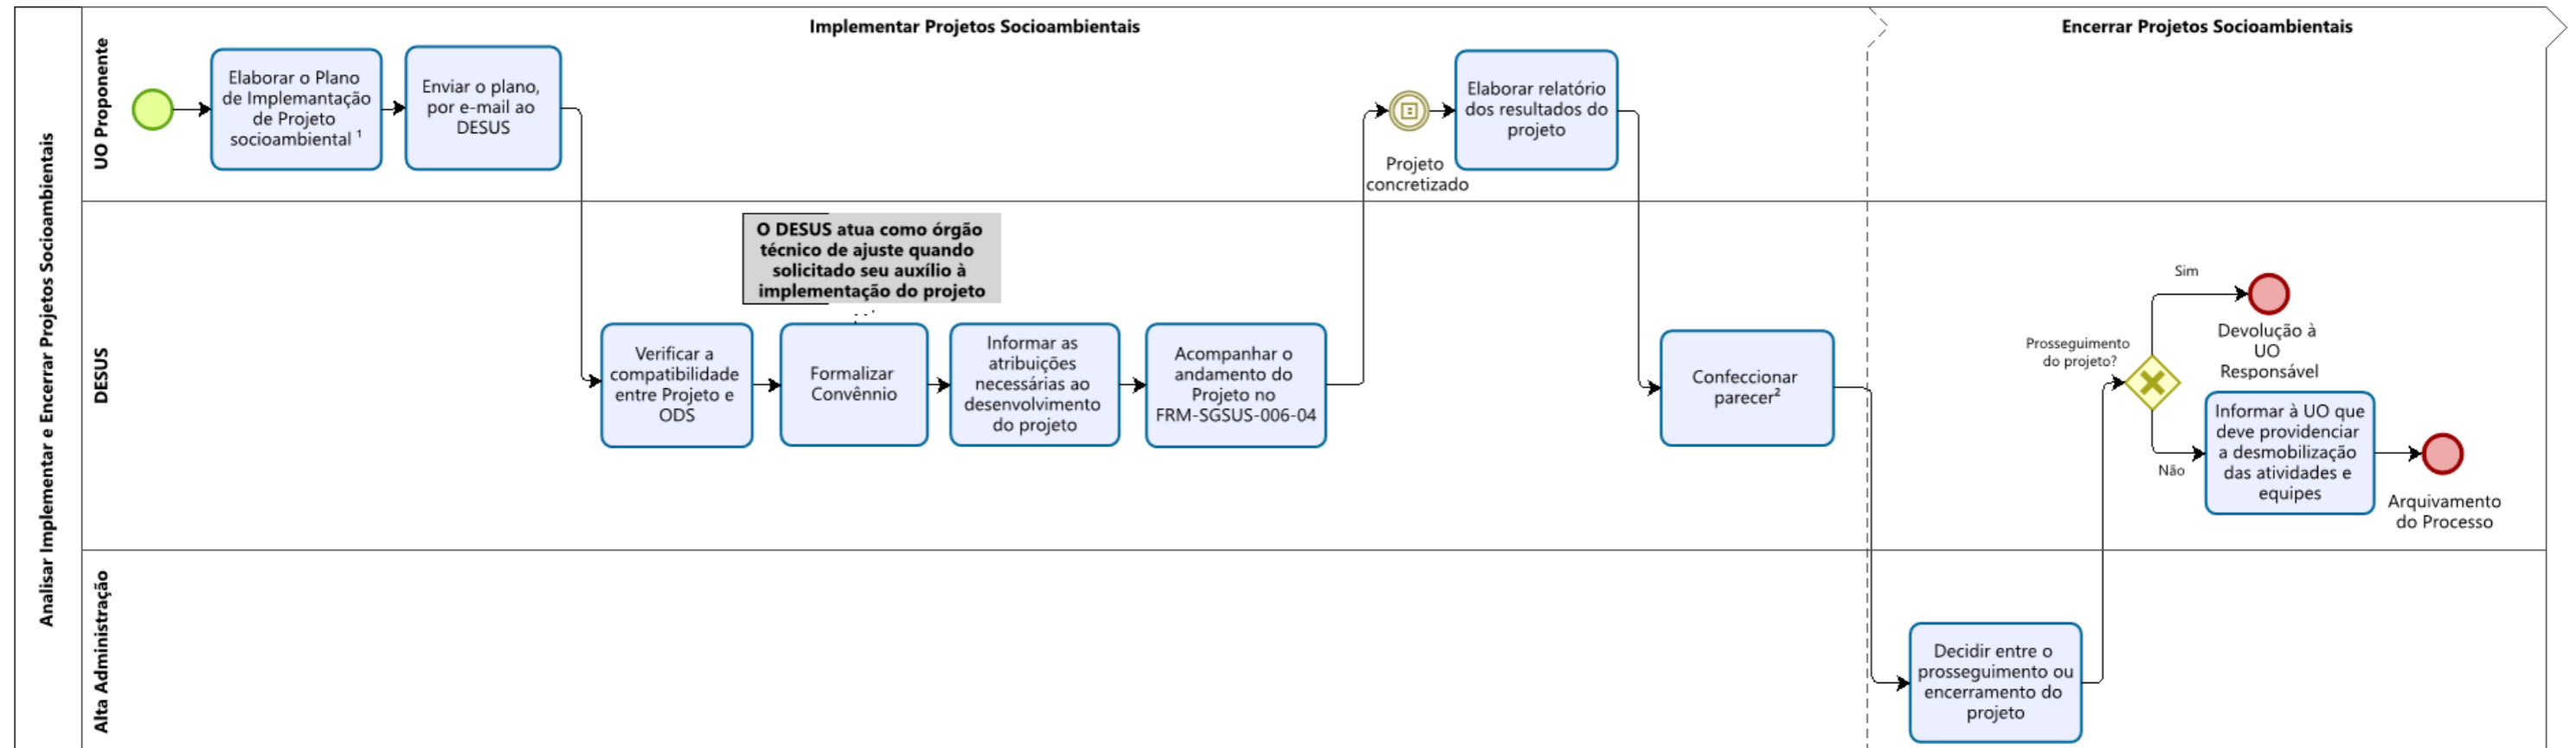 Analisar Implementar e Encerrar Projetos Socioambientais
Implementar Projetos Socioambientais
Encerrar Projetos Socioambientais
UO Proponente
Elaborar o Plano
de Implemantação
de Projeto
socioambiental ¹
Enviar o plano,
por e-mail ao
DESUS
Projeto
concretizado
Elaborar relatório
dos resultados do
projeto
DESUS
O DESUS atua como órgão
técnico de ajuste quando
solicitado seu auxílio à
implementação do projeto
Verificar a
compatibilidade
entre Projeto e
ODS
Formalizar
Convênnio
Informar as
atribuições
necessárias ao
desenvolvimento
do projeto
Acompanhar o
andamento do
Projeto no
FRM-SGSUS-006-04
Confeccionar
parecer²
Prosseguimento
do projeto?
Sim
Devolução à
UO
Responsável
Não
Informar à UO que
deve providenciar
a desmobilização
das atividades e
equipes
Arquivamento
do Processo
Alta Administração
Decidir entre o
prosseguimento ou
encerramento do
projeto